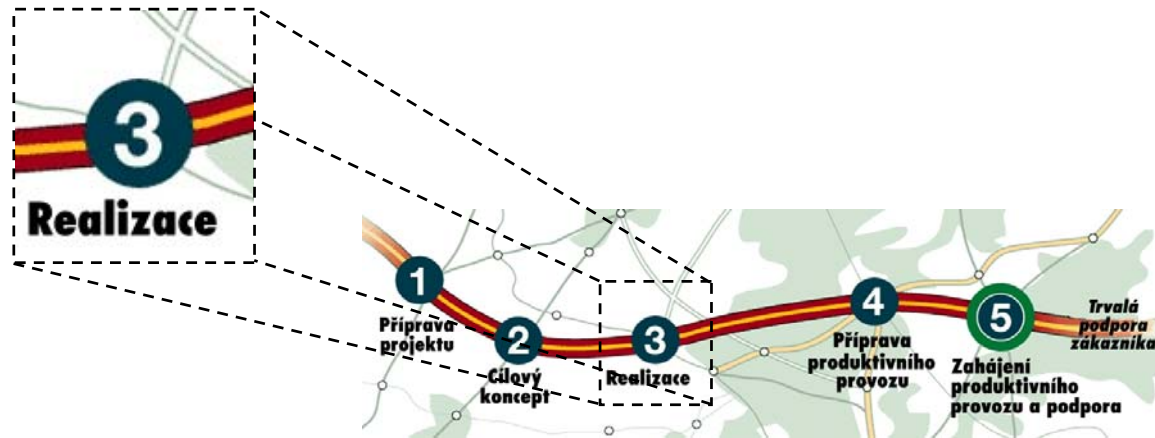 3
Realizace
1
Příprava
projektu
2
Cílový
koncept
3
Realizace
4
Příprava
produktivního
provozu
5
Zahájení
produktivního
provozu a podpora
Trvalá
podpora
zákazníka